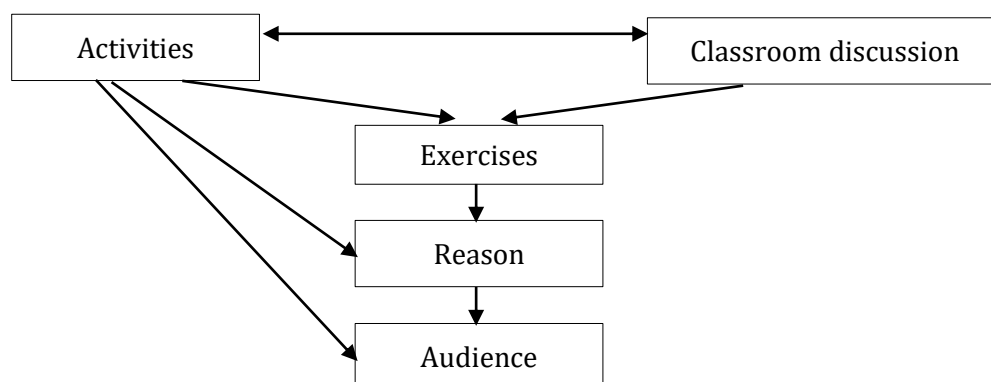 Activities
Classroom discussion
Exercises
Reason
Audience